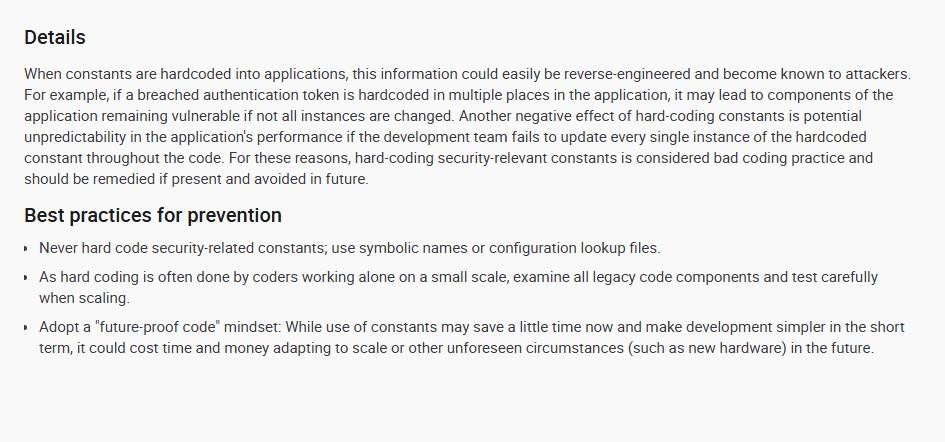 Details
When constants are hardcoded into applications, this information could easily be reverse-engineered and become known to attackers.
For example, if a breached authentication token is hardcoded in multiple places in the application, it may lead to components of the
application remaining vulnerable if not all instances are changed. Another negative effect of hard-coding constants is potential
unpredictability in the application's performance if the development team fails to update every single instance of the hardcoded
constant throughout the code. For these reasons, hard-coding security-relevant constants is considered bad coding practice and
should be remedied if present and avoided in future.
Best practices for prevention
• Never hard code security-related constants; use symbolic names or configuration lookup files.
• As hard coding is often done by coders working alone on a small scale, examine all legacy code components and test carefully
when scaling.
• Adopt a "future-proof code" mindset: While use of constants may save a little time now and make development simpler in the short
term, it could cost time and money adapting to scale or other unforeseen circumstances (such as new hardware) in the future.